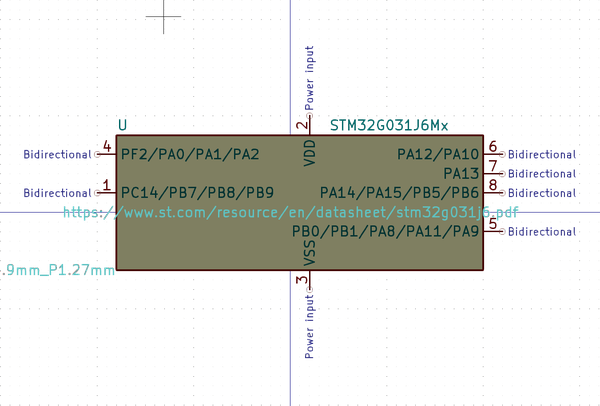 Power input
2
U
STM32G031J6Mx
VDD
Bidirectional
4
PF2/PA0/PA1/PA2
PA12/PA10
6
Bidirectional
PA13
7
Bidirectional
Bidirectional
1
PC14/PB7/PB8/PB9
PA14/PA15/PB5/PB6
8
Bidirectional
https://www.st.com/resource/en/datasheet/stm32g031j6.pdf
PB0/PB1/PA8/PA11/PA9
5
Bidirectional
VSS
.9mm_P1.27mm
3
Power input